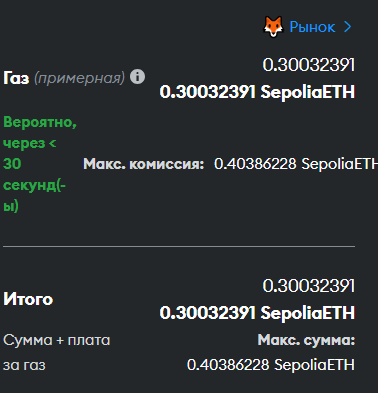 Рынок
0.30032391
Газ (примерная)
0.30032391 SepoliaETH
Вероятно,
через <
30
секунд(-
ы)
Макс. комиссия: 0.40386228 SepoliaETH
0.30032391
Итого
0.30032391 SepoliaETH
Сумма + плата
за газ
Макс. сумма:
0.40386228 SepoliaETH